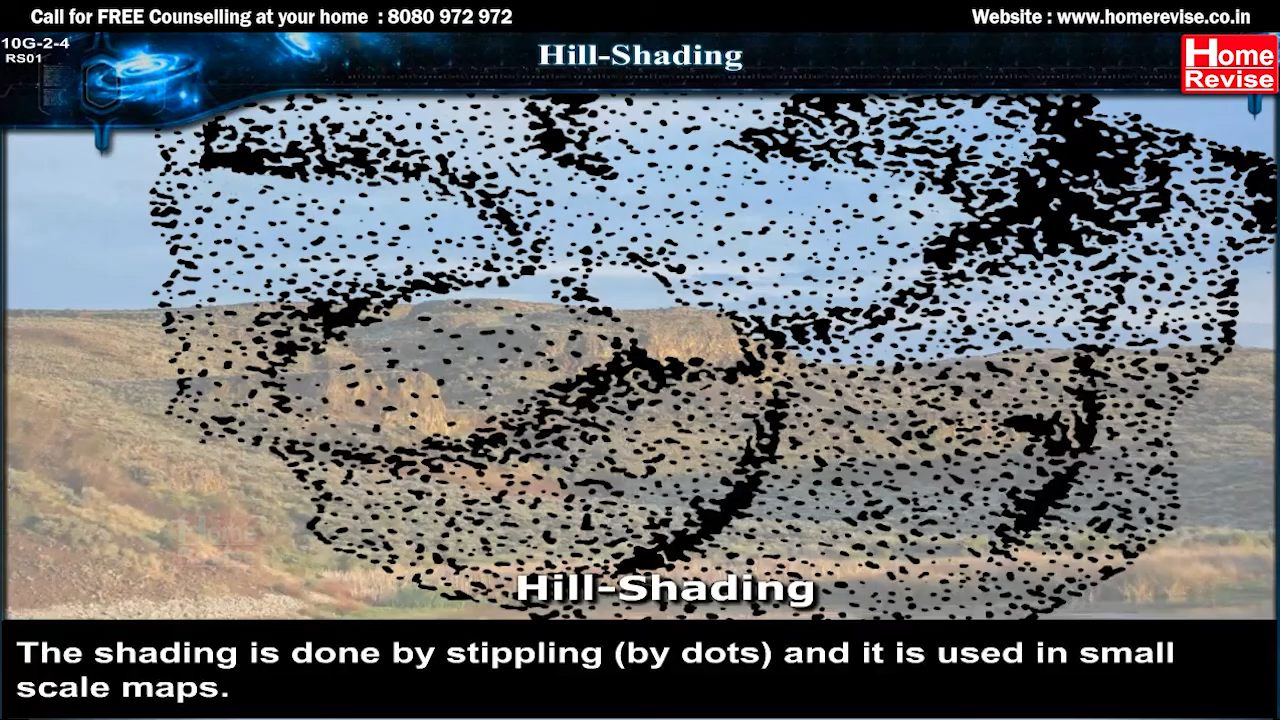 Call for FREE Counselling at your home : 8080 972 972
Website : www.homerevise.co.in
10G-2-4
RS01
Hill-Shading
Home
Revise
Hill-Shading
The shading is done by stippling (by dots) and it is used in small
scale maps.